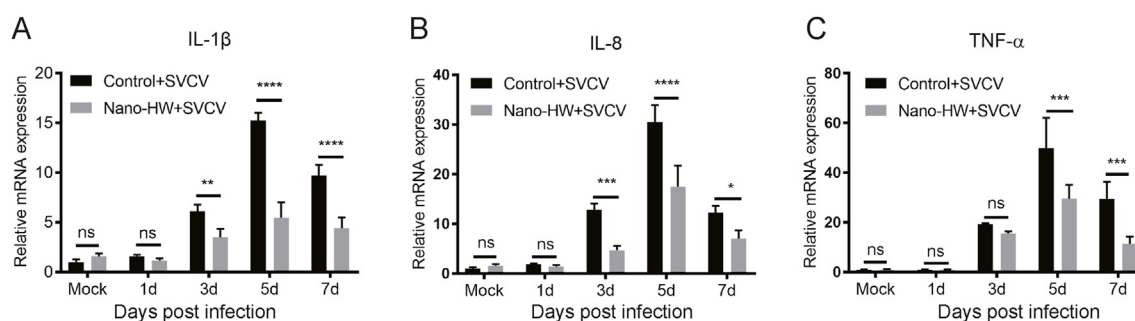 A
IL-1β
Relative mRNA expression
20
15
10
5
0
Control+SVCV
Nano-HW+SVCV
ns
ns
**
****
****
Mock 1d 3d 5d 7d
Days post infection
B
IL-8
Relative mRNA expression
40
30
20
10
0
Control+SVCV
Nano-HW+SVCV
ns
ns
***
****
*
Mock 1d 3d 5d 7d
Days post infection
C
TNF-α
Relative mRNA expression
80
60
40
20
0
Control+SVCV
Nano-HW+SVCV
ns
ns
ns
***
***
Mock 1d 3d 5d 7d
Days post infection